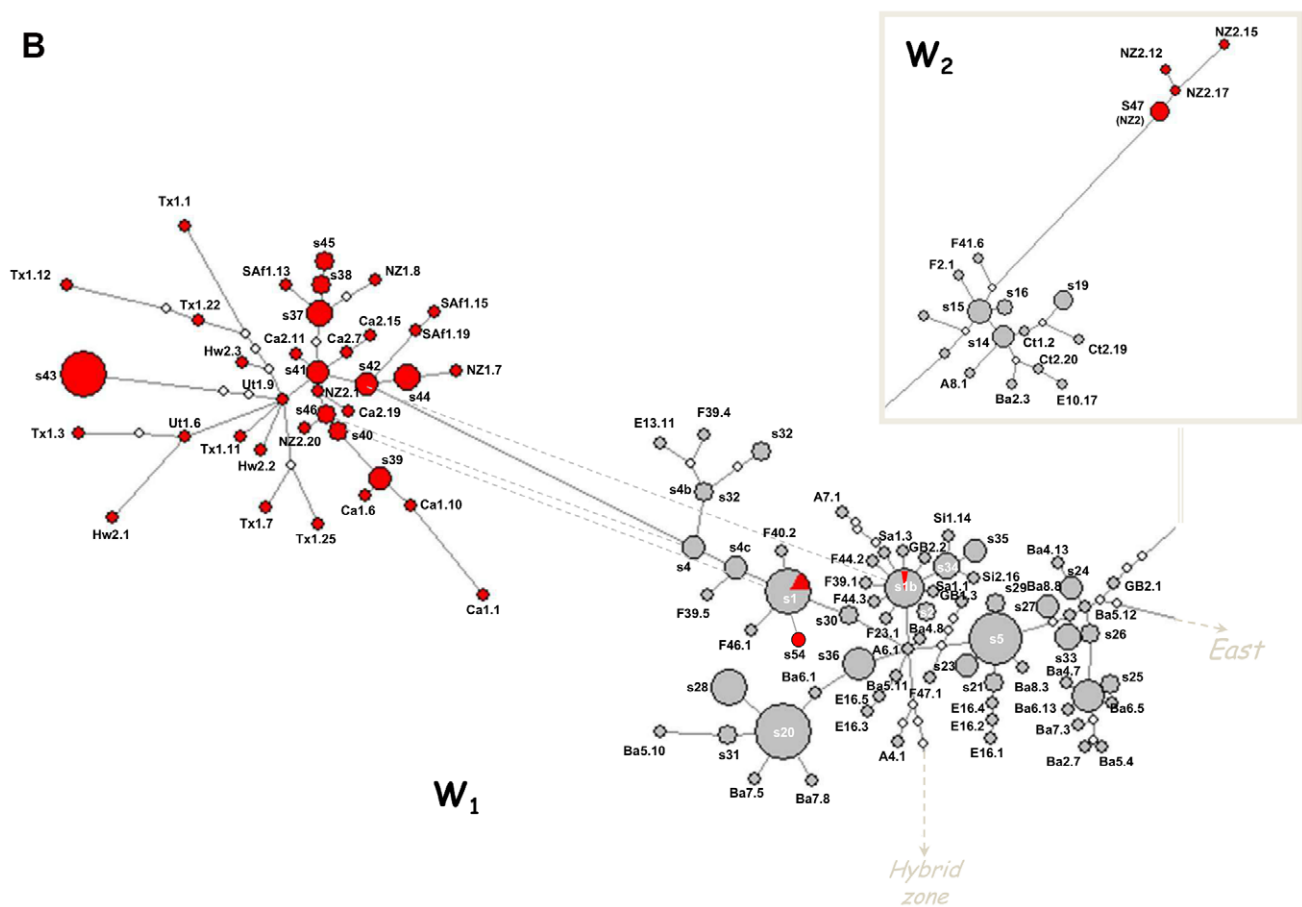 B
W2
NZ2.15
NZ2.12
NZ2.17
S47
(NZ2)
F41.6
F2.1
s16
s19
s15
s14
Ct1.2
Ct2.19
Ct2.20
A8.1
Ba2.3
E10.17
Tx1.1
s45
SAf1.13
s38
NZ1.8
Tx1.12
Tx1.22
s37
SAf1.15
Ca2.15
Ca2.11
Ca2.7
SAf1.19
Hw2.3
s42
s41
NZ1.7
s43
Ut1.9
NZ2.1
s44
s46
Ca2.19
Ut1.6
Tx1.3
Tx1.11
NZ2.20
s40
Hw2.2
s39
Ca1.6
Ca1.10
Tx1.7
Hw2.1
Tx1.25
Ca1.1
F39.4
E13.11
s32
s4b
s32
A7.1
Si1.14
F40.2
Sa1.3
s4c
GB2.2
s35
Ba4.13
s4
F44.2
s34
s24
Si2.16
F39.1
s1b
Sa1.1
Ba8.8
GB2.1
s1
s29
F39.5
F44.3
GB1.3
s27
Ba5.12
s30
F23.1
Ba4.8
s26
F46.1
s5
s54
A6.1
s33
East
s36
s23
Ba4.7
Ba6.1
Ba5.11
F47.1
s21
Ba8.3
s25
s28
E16.5
E16.4
Ba6.13
Ba6.5
E16.3
E16.2
Ba7.3
s20
A4.1
E16.1
Ba5.10
s31
Ba2.7
Ba5.4
Ba7.5
Ba7.8
W1
Hybrid
zone